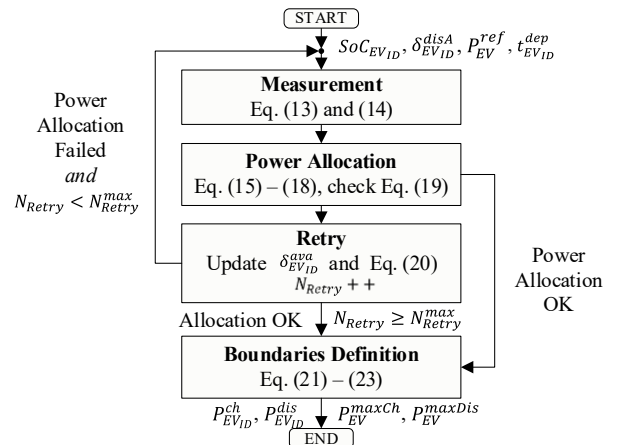 START
SoC_{EV_{ID}}, δ^{disA}_{EV_{ID}}, P^{ref}_{EV}, t^{dep}_{EV_{ID}}
Measurement
Eq. (13) and (14)
Power
Allocation
Failed
and
N_{Retry} < N^{max}_{Retry}
Power Allocation
Eq. (15) – (18), check Eq. (19)
Retry
Update δ^{ava}_{EV_{ID}} and Eq. (20)
N_{Retry} + +
Power
Allocation
OK
Allocation OK
N_{Retry} ≥ N^{max}_{Retry}
Boundaries Definition
Eq. (21) – (23)
P^{ch}_{EV_{ID}}, P^{dis}_{EV_{ID}}
P^{maxCh}_{EV}, P^{maxDis}_{EV}
END